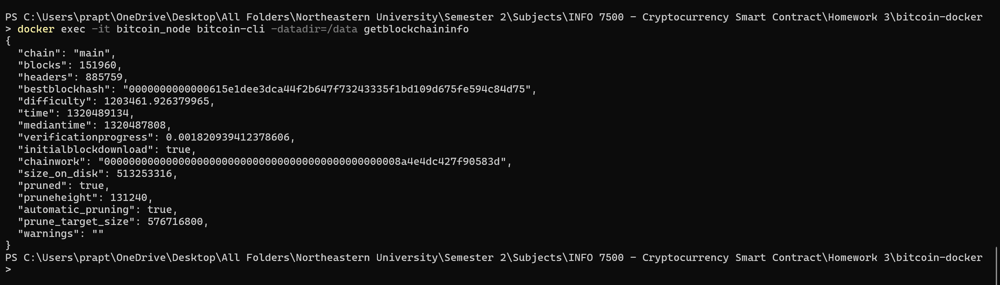 PS C:\Users\prapt\OneDrive\Desktop\All Folders\Northeastern University\Semester 2\Subjects\INFO 7500 - Cryptocurrency Smart Contract\Homework 3\bitcoin-docker
> docker exec -it bitcoin_node bitcoin-cli -datadir=/data getblockchaininfo
{
  "chain": "main",
  "blocks": 151960,
  "headers": 885759,
  "bestblockhash": "0000000000000615e1dee3dca44f2b647f73243335f1bd109d675fe594c84d75",
  "difficulty": 1203461.926379965,
  "time": 1320489134,
  "mediantime": 1320487808,
  "verificationprogress": 0.001820939412378606,
  "initialblockdownload": true,
  "chainwork": "000000000000000000000000000000000000000000000008a4e4dc427f90583d",
  "size_on_disk": 513253316,
  "pruned": true,
  "pruneheight": 131240,
  "automatic_pruning": true,
  "prune_target_size": 576716800,
  "warnings": ""
}
PS C:\Users\prapt\OneDrive\Desktop\All Folders\Northeastern University\Semester 2\Subjects\INFO 7500 - Cryptocurrency Smart Contract\Homework 3\bitcoin-docker
>